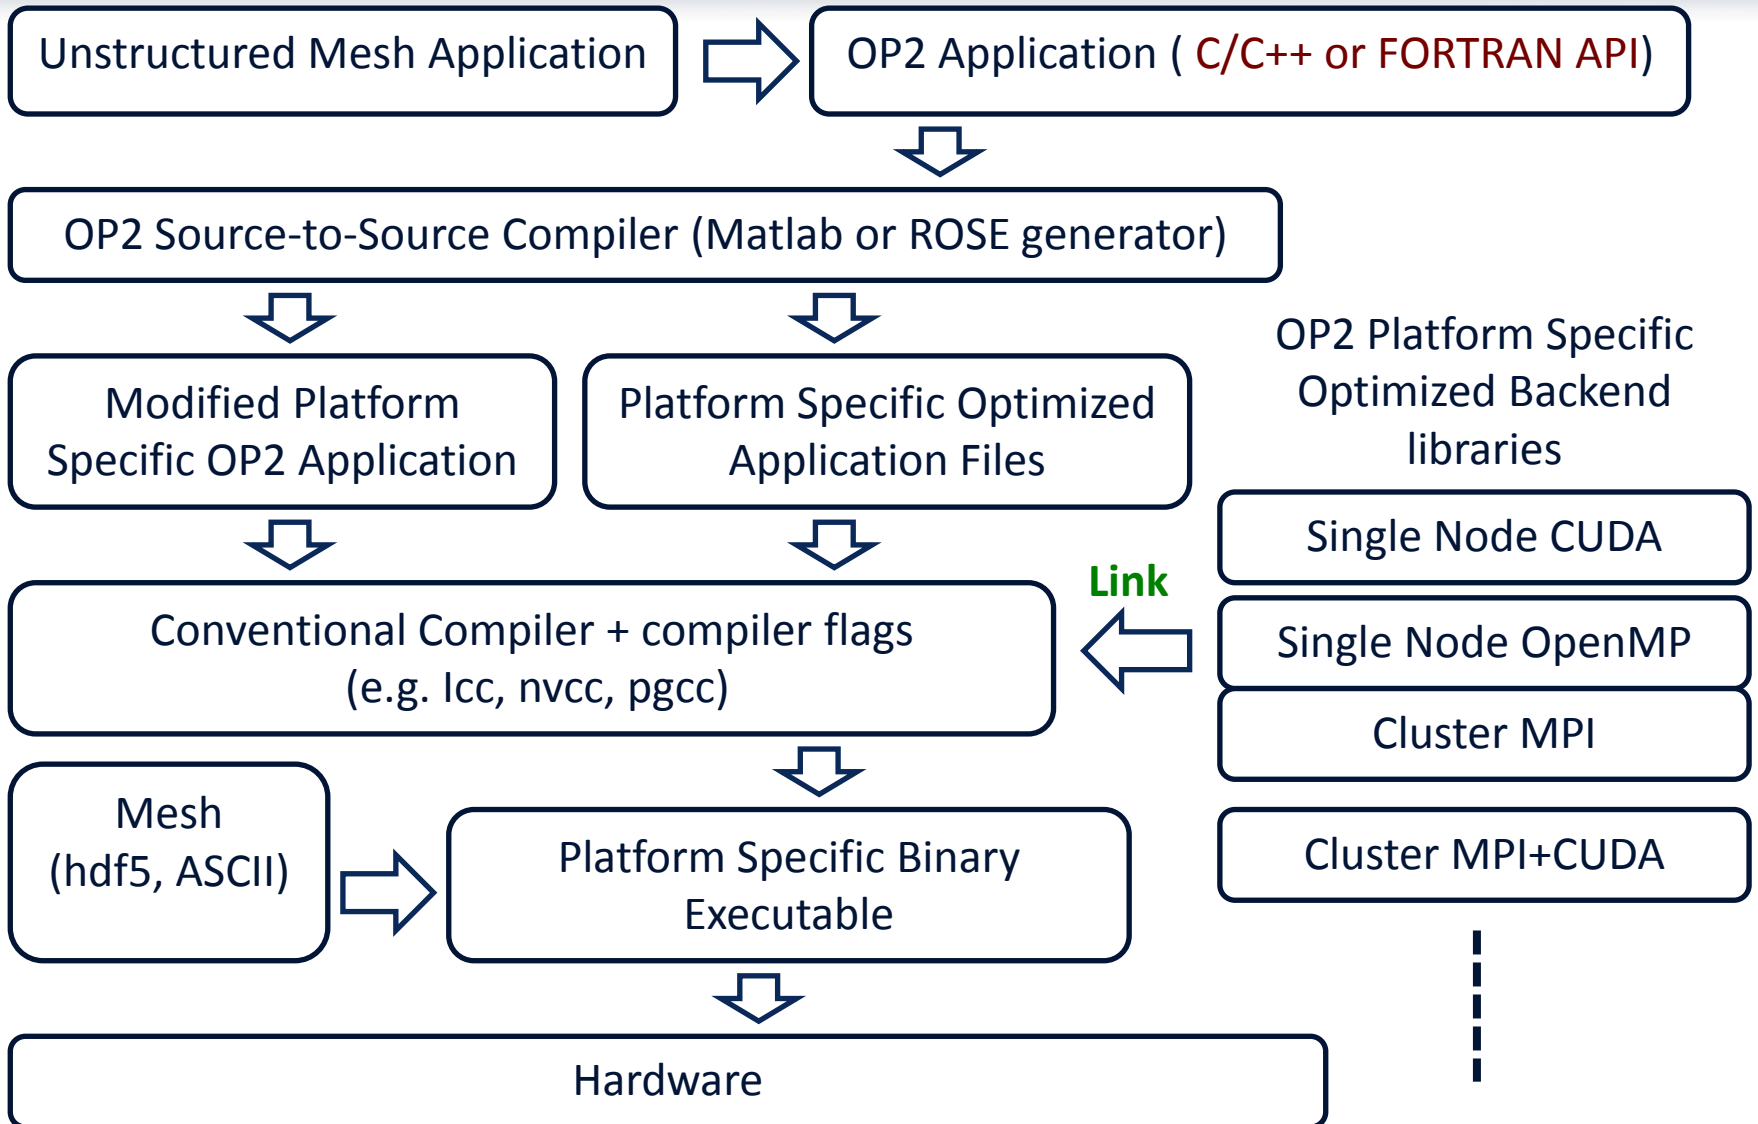 Unstructured Mesh Application
OP2 Application ( C/C++ or FORTRAN API)
OP2 Source-to-Source Compiler (Matlab or ROSE generator)
Modified Platform
Specific OP2 Application
Platform Specific Optimized
Application Files
OP2 Platform Specific
Optimized Backend
libraries
Single Node CUDA
Single Node OpenMP
Cluster MPI
Cluster MPI+CUDA
Link
Conventional Compiler + compiler flags
(e.g. Icc, nvcc, pgcc)
Mesh
(hdf5, ASCII)
Platform Specific Binary
Executable
Hardware